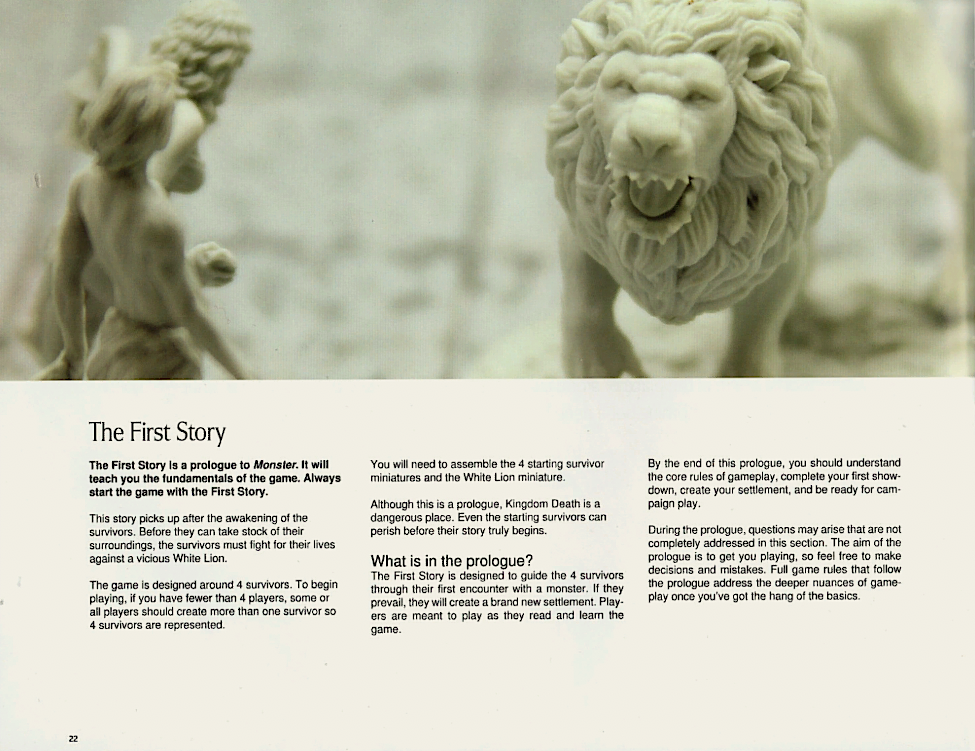 The First Story
The First Story is a prologue to Monster. It will
teach you the fundamentals of the game. Always
start the game with the First Story.
This story picks up after the awakening of the
survivors. Before they can take stock of their
surroundings, the survivors must fight for their lives
against a vicious White Lion.
The game is designed around 4 survivors. To begin
playing, if you have fewer than 4 players, some or
all players should create more than one survivor so
4 survivors are represented.
You will need to assemble the 4 starting survivor
miniatures and the White Lion miniature.
Although this is a prologue, Kingdom Death is a
dangerous place. Even the starting survivors can
perish before their story truly begins.
What is in the prologue?
The First Story is designed to guide the 4 survivors
through their first encounter with a monster. If they
prevail, they will create a brand new settlement. Play-
ers are meant to play as they read and learn the
game.
By the end of this prologue, you should understand
the core rules of gameplay, complete your first show-
down, create your settlement, and be ready for cam-
paign play.
During the prologue, questions may arise that are not
completely addressed in this section. The aim of the
prologue is to get you playing, so feel free to make
decisions and mistakes. Full game rules that follow
the prologue address the deeper nuances of game-
play once you've got the hang of the basics.
22